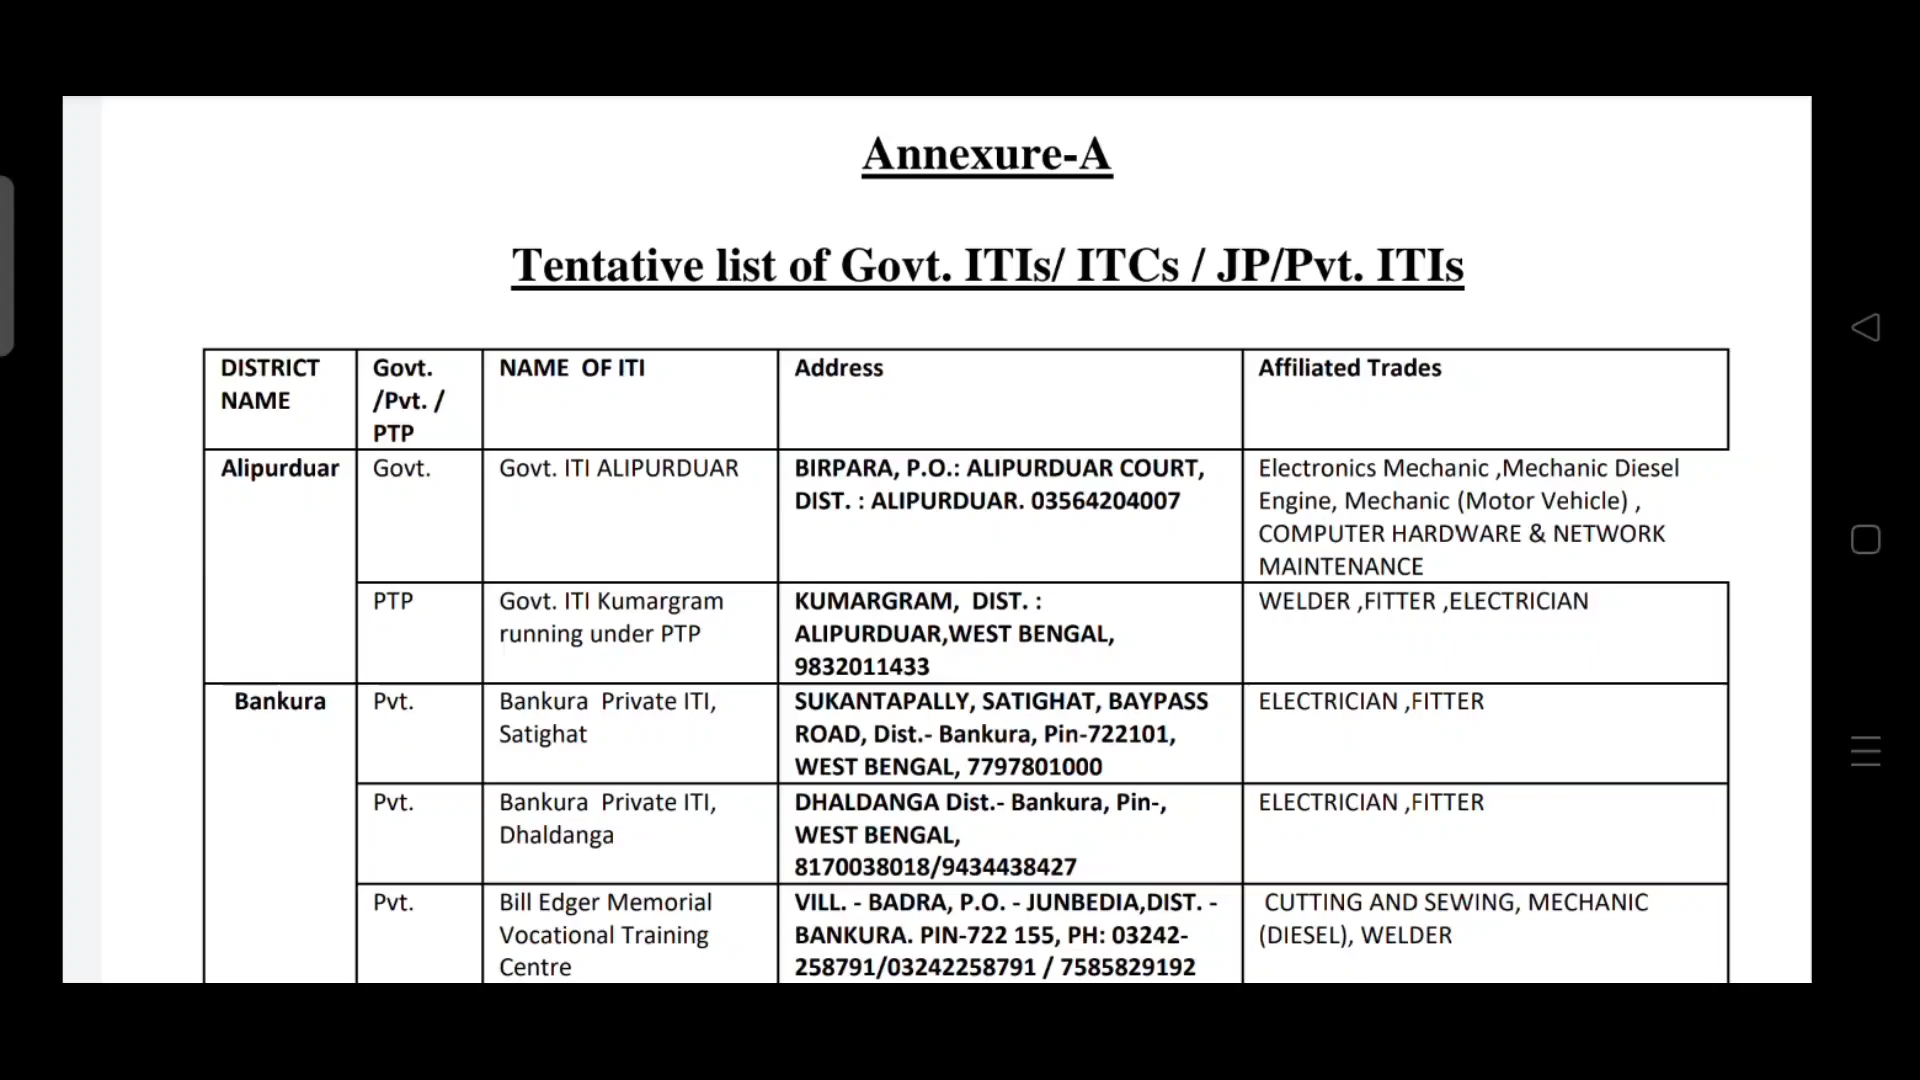 Annexure-A
Tentative list of Govt. ITIs/ ITCs / JP/Pvt. ITIs
DISTRICT NAME
Govt. /Pvt. / PTP
NAME  OF ITI
Address
Affiliated Trades
Alipurduar
Govt.
Govt. ITI ALIPURDUAR
BIRPARA, P.O.: ALIPURDUAR COURT,
DIST. : ALIPURDUAR. 03564204007
Electronics Mechanic ,Mechanic Diesel
Engine, Mechanic (Motor Vehicle) ,
COMPUTER HARDWARE & NETWORK
MAINTENANCE
PTP
Govt. ITI Kumargram
running under PTP
KUMARGRAM,  DIST. :
ALIPURDUAR,WEST BENGAL,
9832011433
WELDER ,FITTER ,ELECTRICIAN
Bankura
Pvt.
Bankura  Private ITI,
Satighat
SUKANTAPALLY, SATIGHAT, BAYPASS
ROAD, Dist.- Bankura, Pin-722101,
WEST BENGAL, 7797801000
ELECTRICIAN ,FITTER
Pvt.
Bankura  Private ITI,
Dhaldanga
DHALDANGA Dist.- Bankura, Pin-,
WEST BENGAL,
8170038018/9434438427
ELECTRICIAN ,FITTER
Pvt.
Bill Edger Memorial
Vocational Training
Centre
VILL. - BADRA, P.O. - JUNBEDIA,DIST. -
BANKURA. PIN-722 155, PH: 03242-
258791/03242258791 / 7585829192
CUTTING AND SEWING, MECHANIC
(DIESEL), WELDER